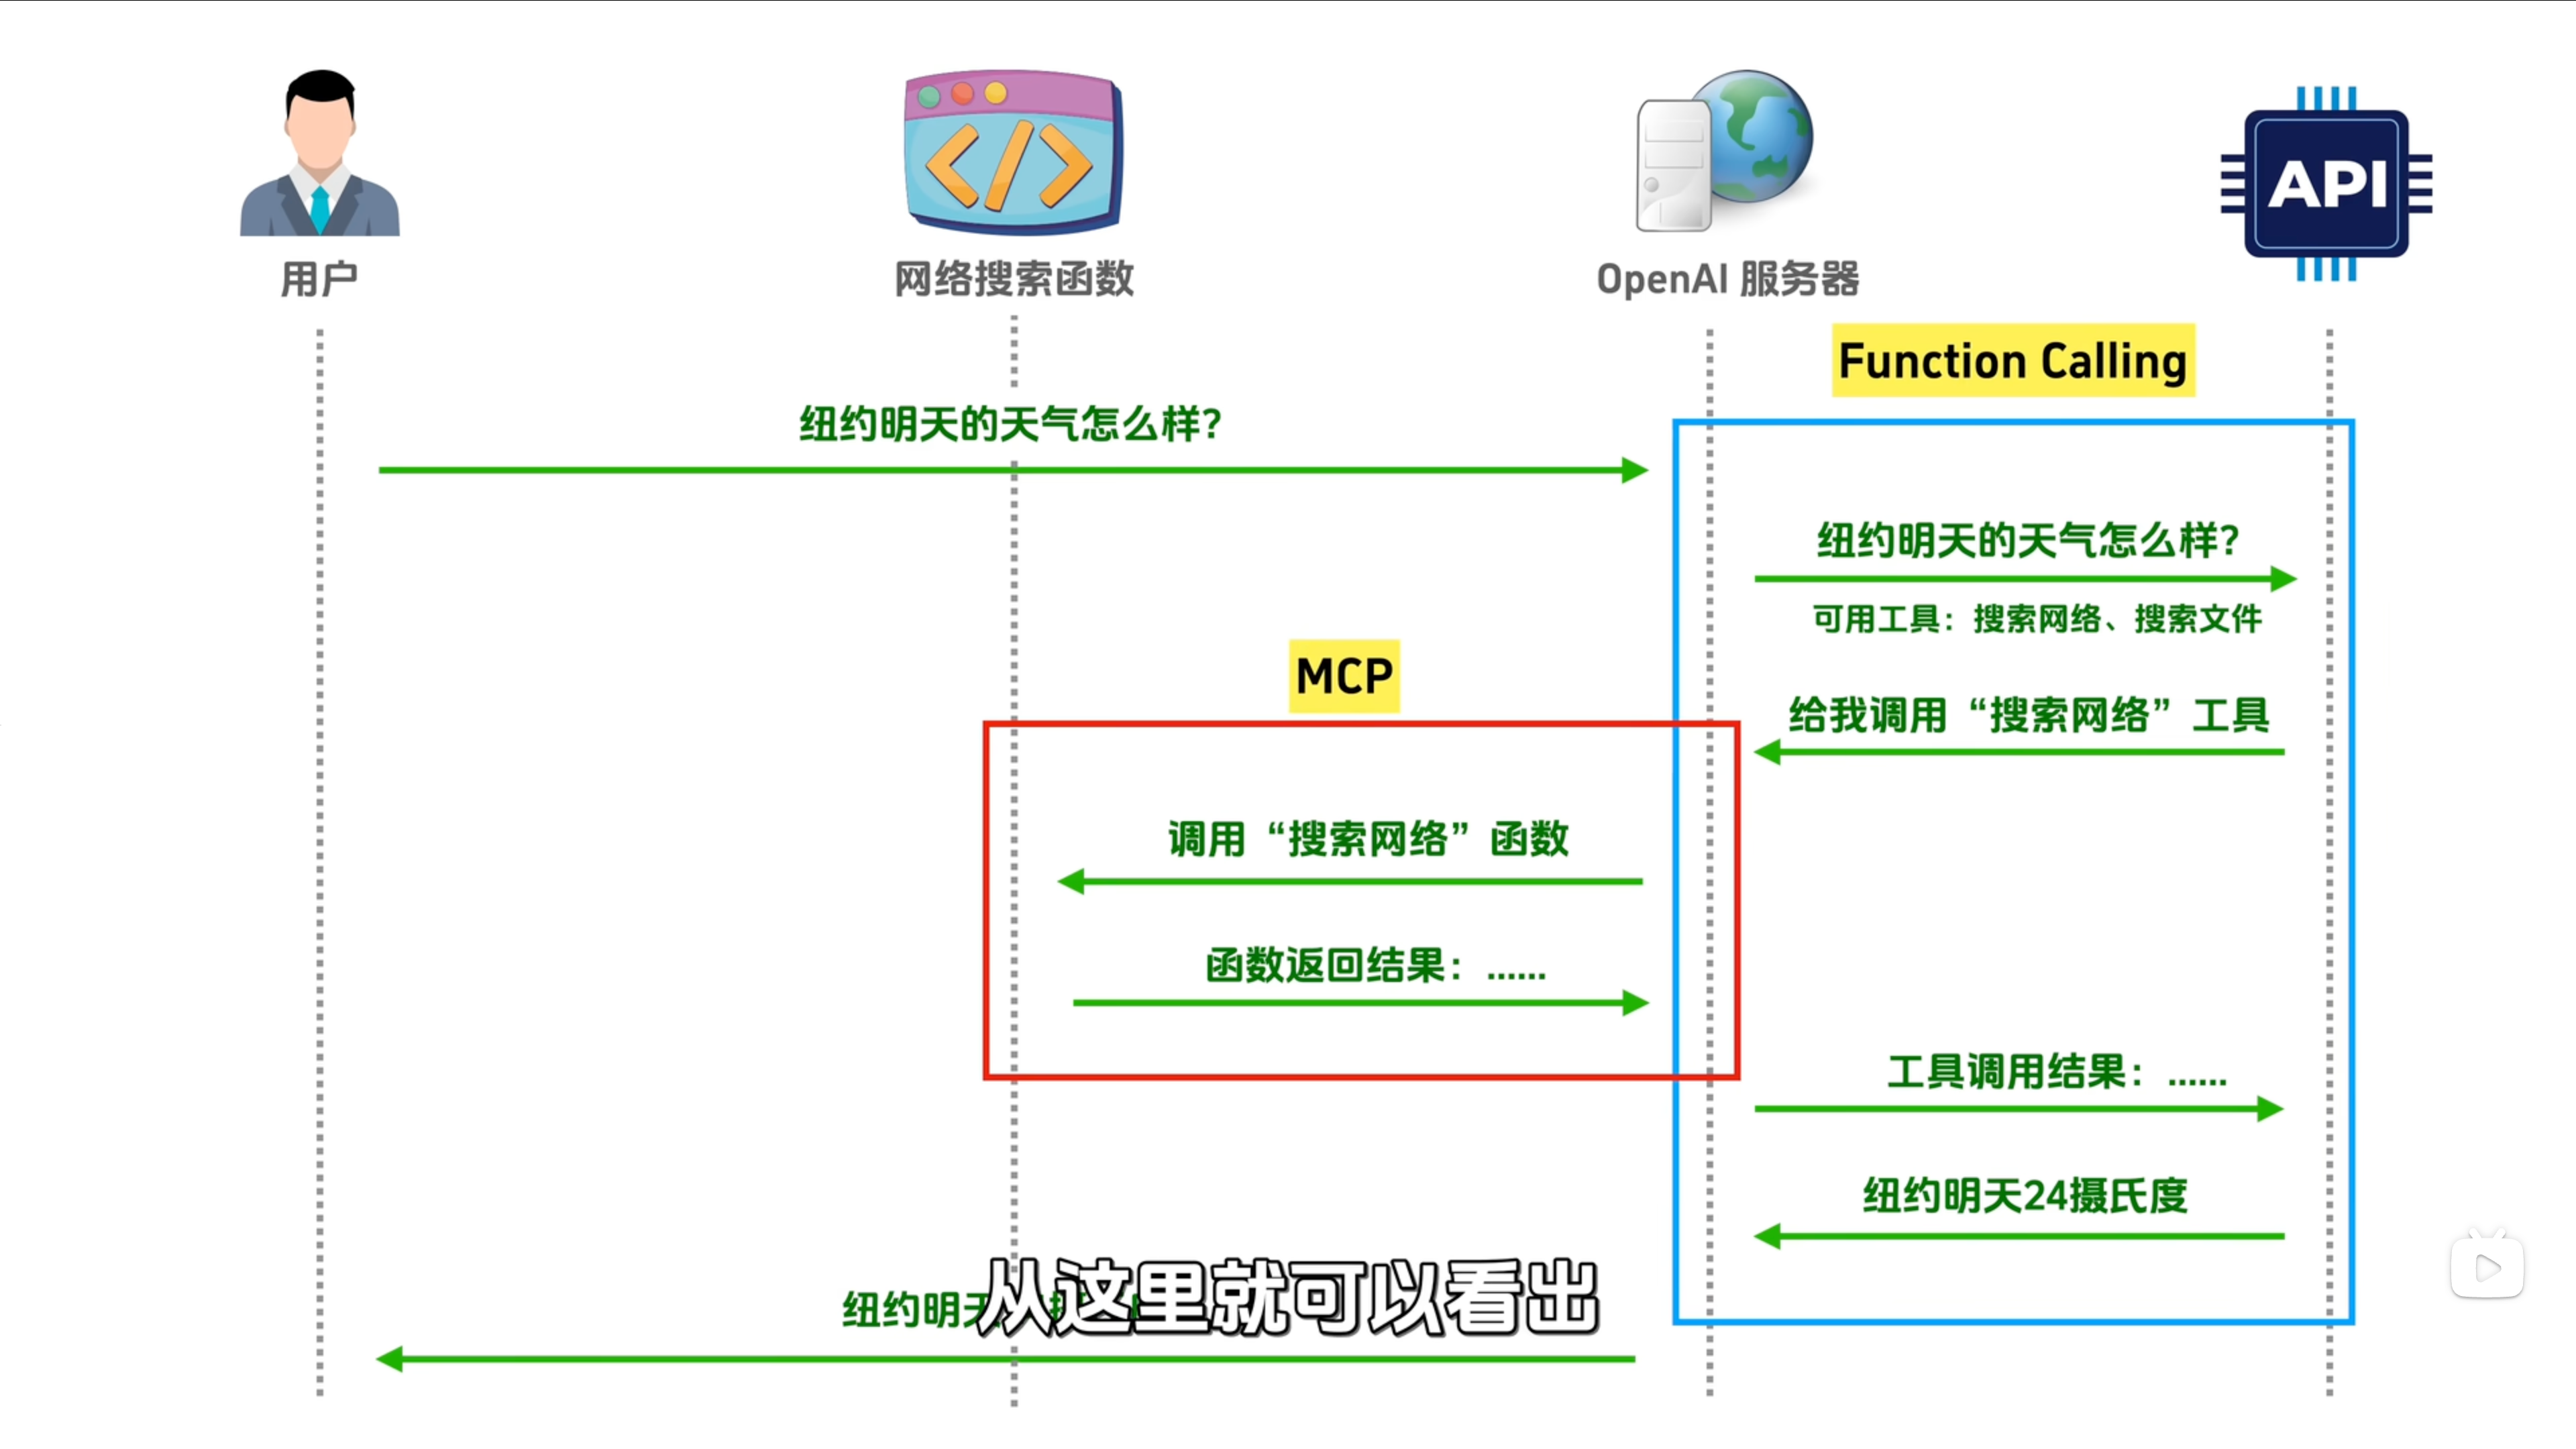 API
用户
网络搜索函数
OpenAI 服务器
Function Calling
纽约明天的天气怎么样？
纽约明天的天气怎么样？
可用工具：搜索网络、搜索文件
MCP
给我调用“搜索网络”工具
调用“搜索网络”函数
函数返回结果：......
工具调用结果：......
纽约明天24摄氏度
纽约明天
从这里就可以看出